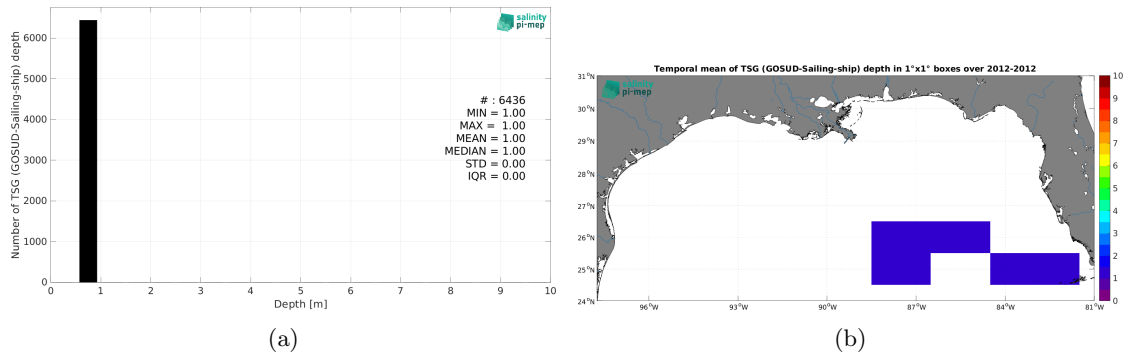 salinity
pi-mep
Number of TSG (GOSUD-Sailing-ship) depth
6000
5000
4000
3000
2000
1000
0
# : 6436
MIN = 1.00
MAX = 1.00
MEAN = 1.00
MEDIAN = 1.00
STD = 0.00
IQR = 0.00
0 1 2 3 4 5 6 7 8 9 10
Depth [m]
(a)
Temporal mean of TSG (GOSUD-Sailing-ship) depth in 1°x1° boxes over 2012-2012
salinity
pi-mep
31°N
30°N
29°N
28°N
27°N
26°N
25°N
24°N
96°W 93°W 90°W 87°W 84°W 81°W
10
9
8
7
6
5
4
3
2
1
0
(b)